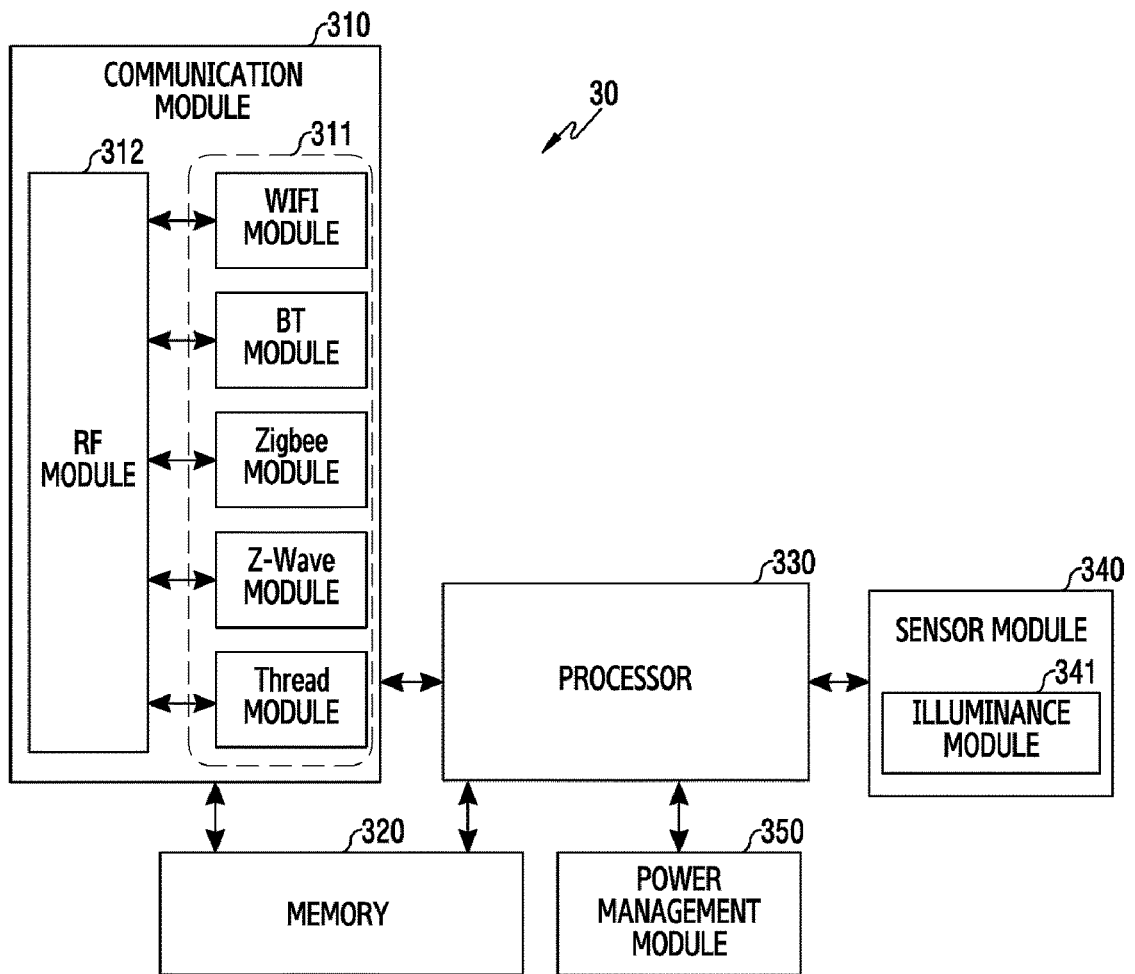 310
COMMUNICATION
MODULE
30
312
311
WIFI
MODULE
BT
MODULE
RF
MODULE
Zigbee
MODULE
Z-Wave
MODULE
Thread
MODULE
330
PROCESSOR
340
SENSOR MODULE
341
ILLUMINANCE
MODULE
320
MEMORY
350
POWER
MANAGEMENT
MODULE